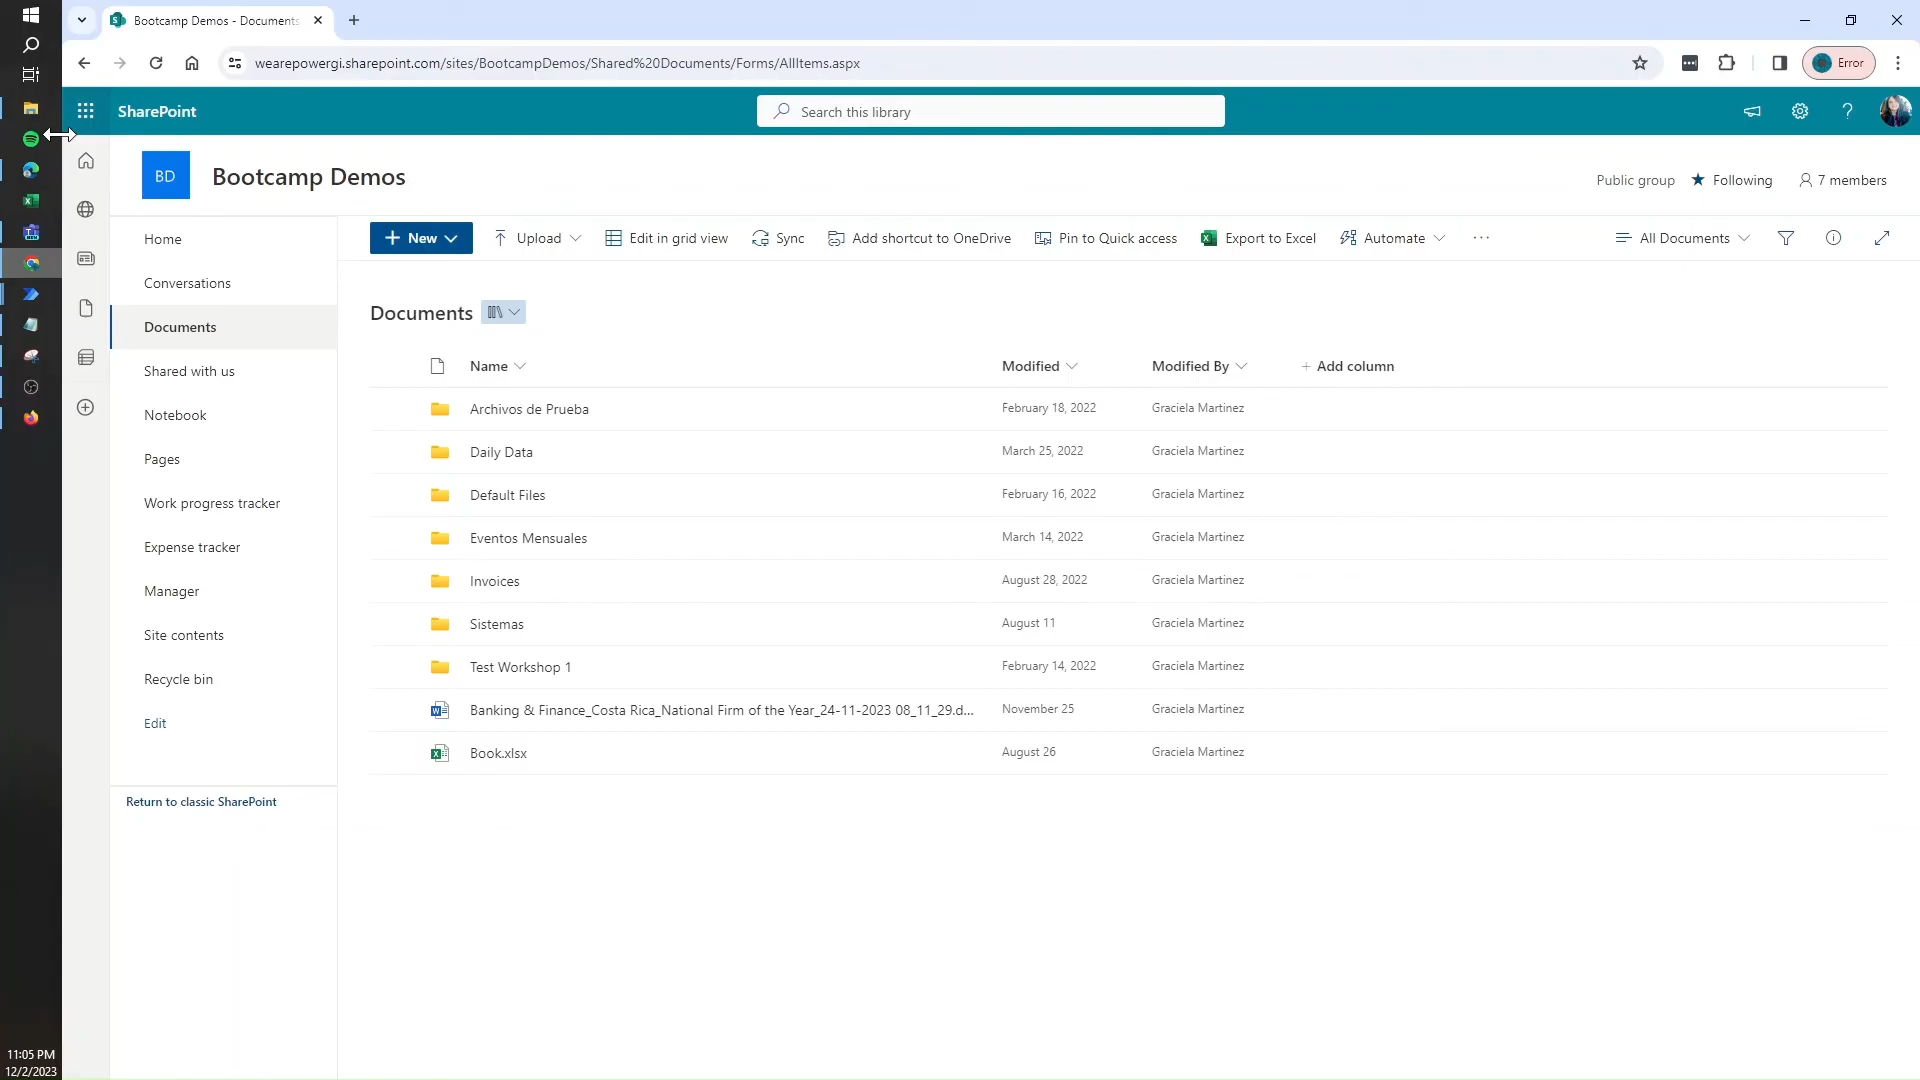 Bootcamp Demos - Documents
wearepowergi.sharepoint.com/sites/BootcampDemos/Shared%20Documents/Forms/AllItems.aspx
Error
SharePoint
Search this library
BD
Bootcamp Demos
Public group
Following
7 members
Home
Conversations
Documents
Shared with us
Notebook
Pages
Work progress tracker
Expense tracker
Manager
Site contents
Recycle bin
Edit
Return to classic SharePoint
New
Upload
Edit in grid view
Sync
Add shortcut to OneDrive
Pin to Quick access
Export to Excel
Automate
All Documents
Documents
Name Modified Modified By + Add column
Archivos de Prueba February 18, 2022 Graciela Martinez
Daily Data March 25, 2022 Graciela Martinez
Default Files February 16, 2022 Graciela Martinez
Eventos Mensuales March 14, 2022 Graciela Martinez
Invoices August 28, 2022 Graciela Martinez
Sistemas August 11 Graciela Martinez
Test Workshop 1 February 14, 2022 Graciela Martinez
Banking & Finance_Costa Rica_National Firm of the Year_24-11-2023 08_11_29.d... November 25 Graciela Martinez
Book.xlsx August 26 Graciela Martinez
11:05 PM
12/2/2023